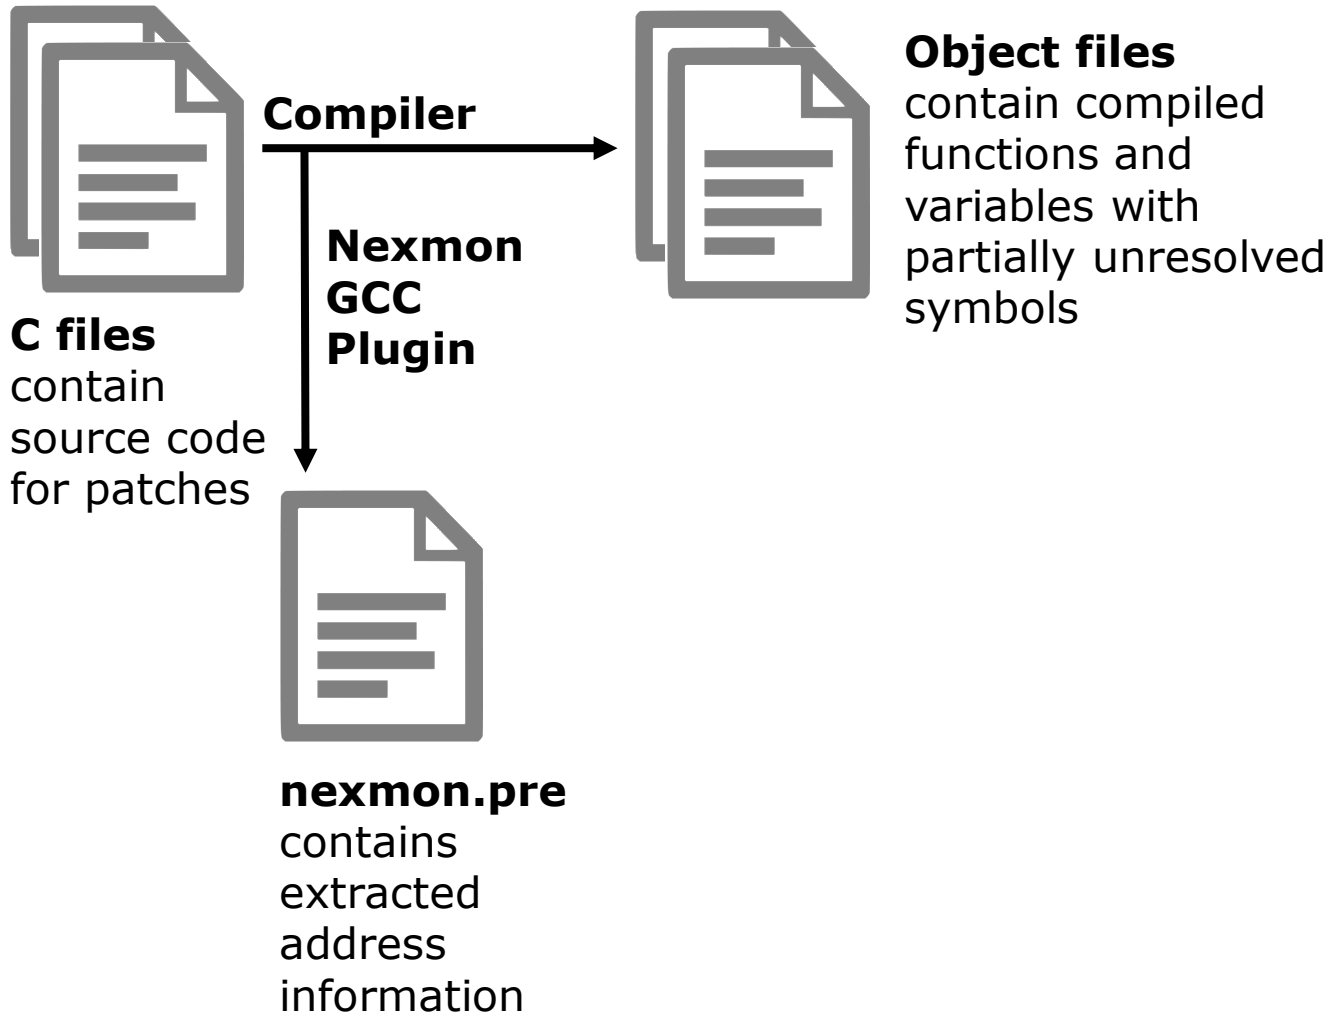 C files
contain
source code
for patches
Compiler
Nexmon
GCC
Plugin
Object files
contain compiled
functions and
variables with
partially unresolved
symbols
nexmon.pre
contains
extracted
address
information